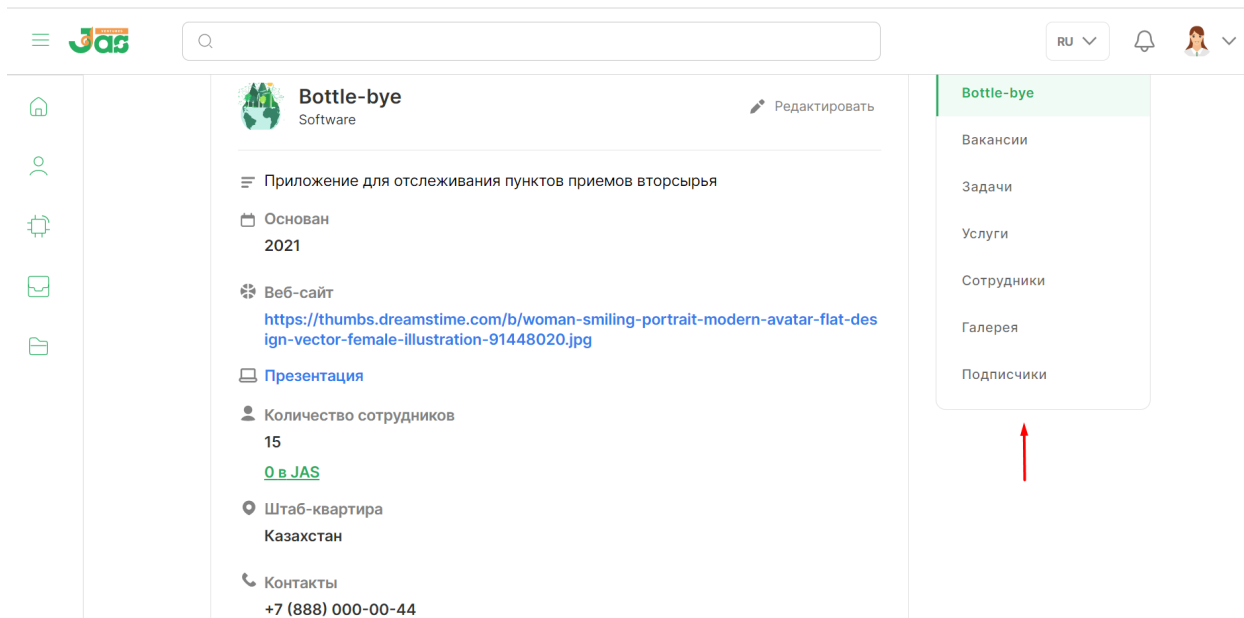 Jas
RU
Bottle-bye
Software
Редактировать
Приложение для отслеживания пунктов приемов вторсырья
Основан
2021
Веб-сайт
https://thumbs.dreamstime.com/b/woman-smiling-portrait-modern-avatar-flat-des
ign-vector-female-illustration-91448020.jpg
Презентация
Количество сотрудников
15
0 в JAS
Штаб-квартира
Казахстан
Контакты
+7 (888) 000-00-44
Bottle-bye
Вакансии
Задачи
Услуги
Сотрудники
Галерея
Подписчики